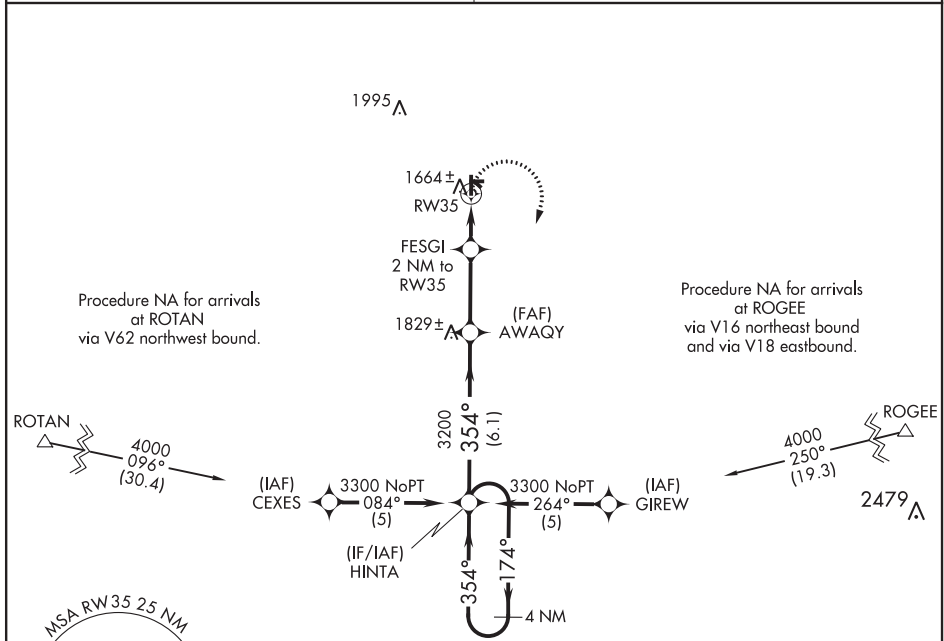 1995
1664±
RW35
FESGI
2 NM to
RW35
Procedure NA for arrivals
at ROTAN
via V62 northwest bound.
Procedure NA for arrivals
at ROGEE
via V16 northeast bound
and via V18 eastbound.
1829±
(FAF)
AWAQY
ROTAN
4000
096°
(30.4)
3200
354°
(6.1)
ROGEE
4000
250°
(19.3)
2479
(IAF)
CEXES
3300 NoPT
084°
(5)
3300 NoPT
264°
(5)
(IAF)
GIREW
(IF/IAF)
HINTA
354°
174°
4 NM
MSA RW35 25 NM